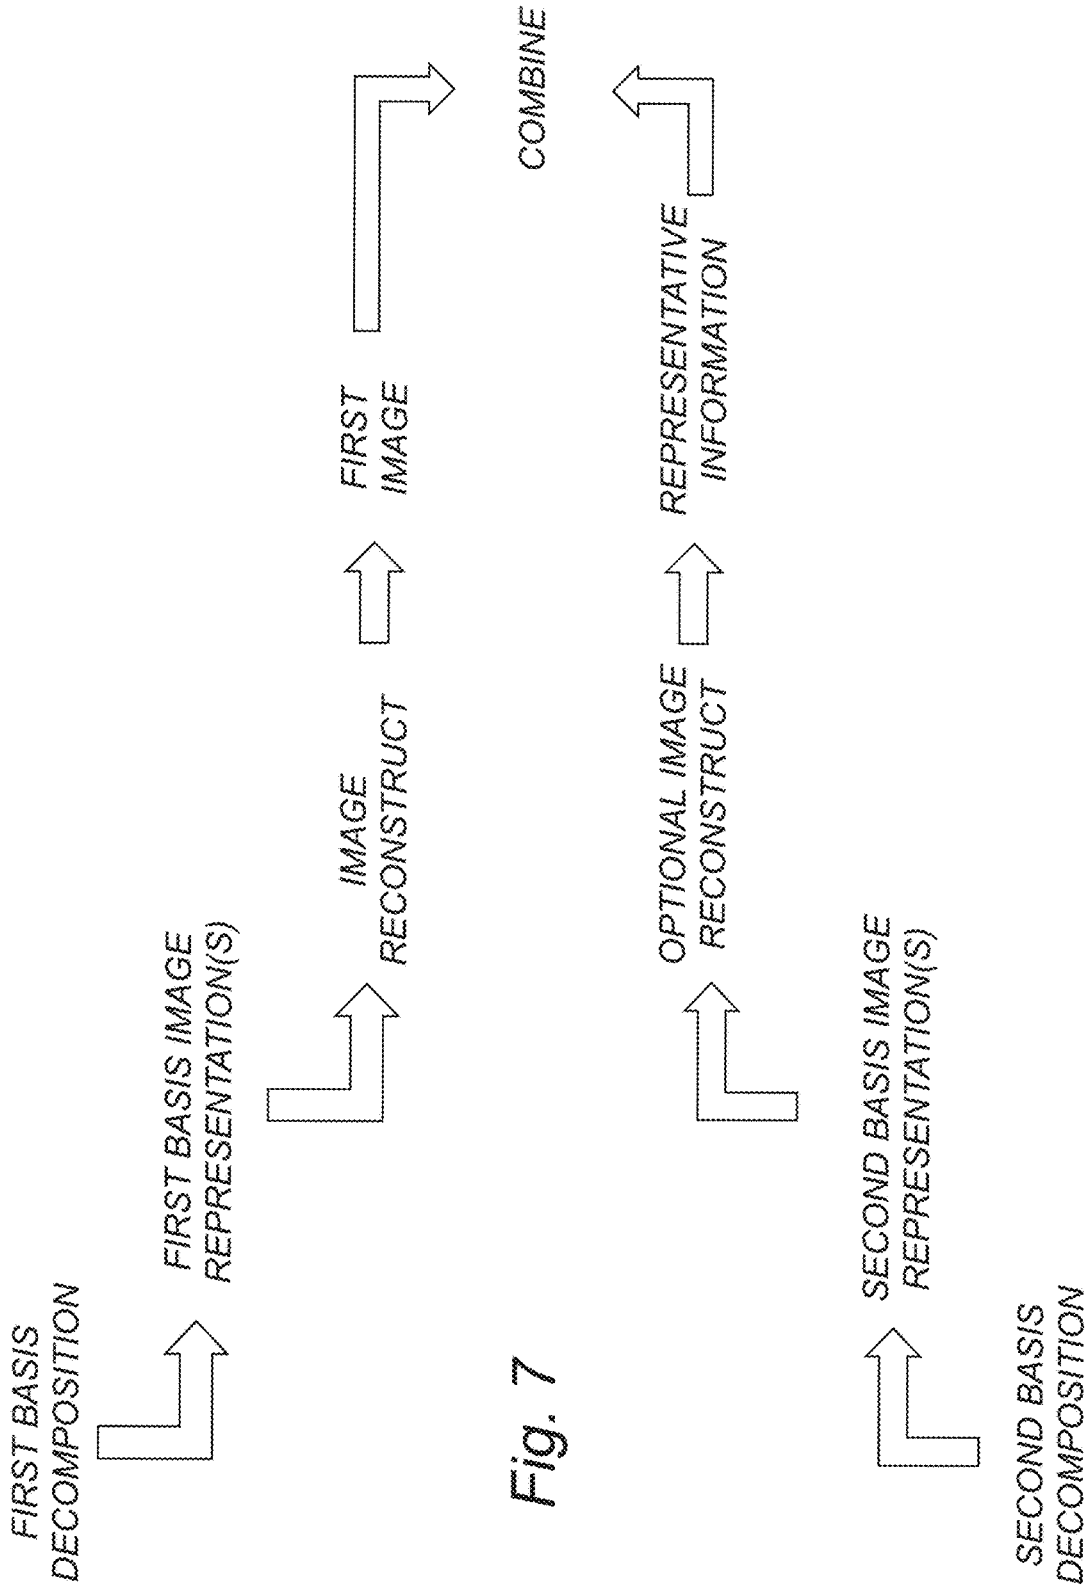 FIRST BASIS
DECOMPOSITION
FIRST BASIS IMAGE
REPRESENTATION(S)
IMAGE
RECONSTRUCT
FIRST
IMAGE
COMBINE
SECOND BASIS
DECOMPOSITION
SECOND BASIS IMAGE
REPRESENTATION(S)
OPTIONAL IMAGE
RECONSTRUCT
REPRESENTATIVE
INFORMATION
Fig. 7